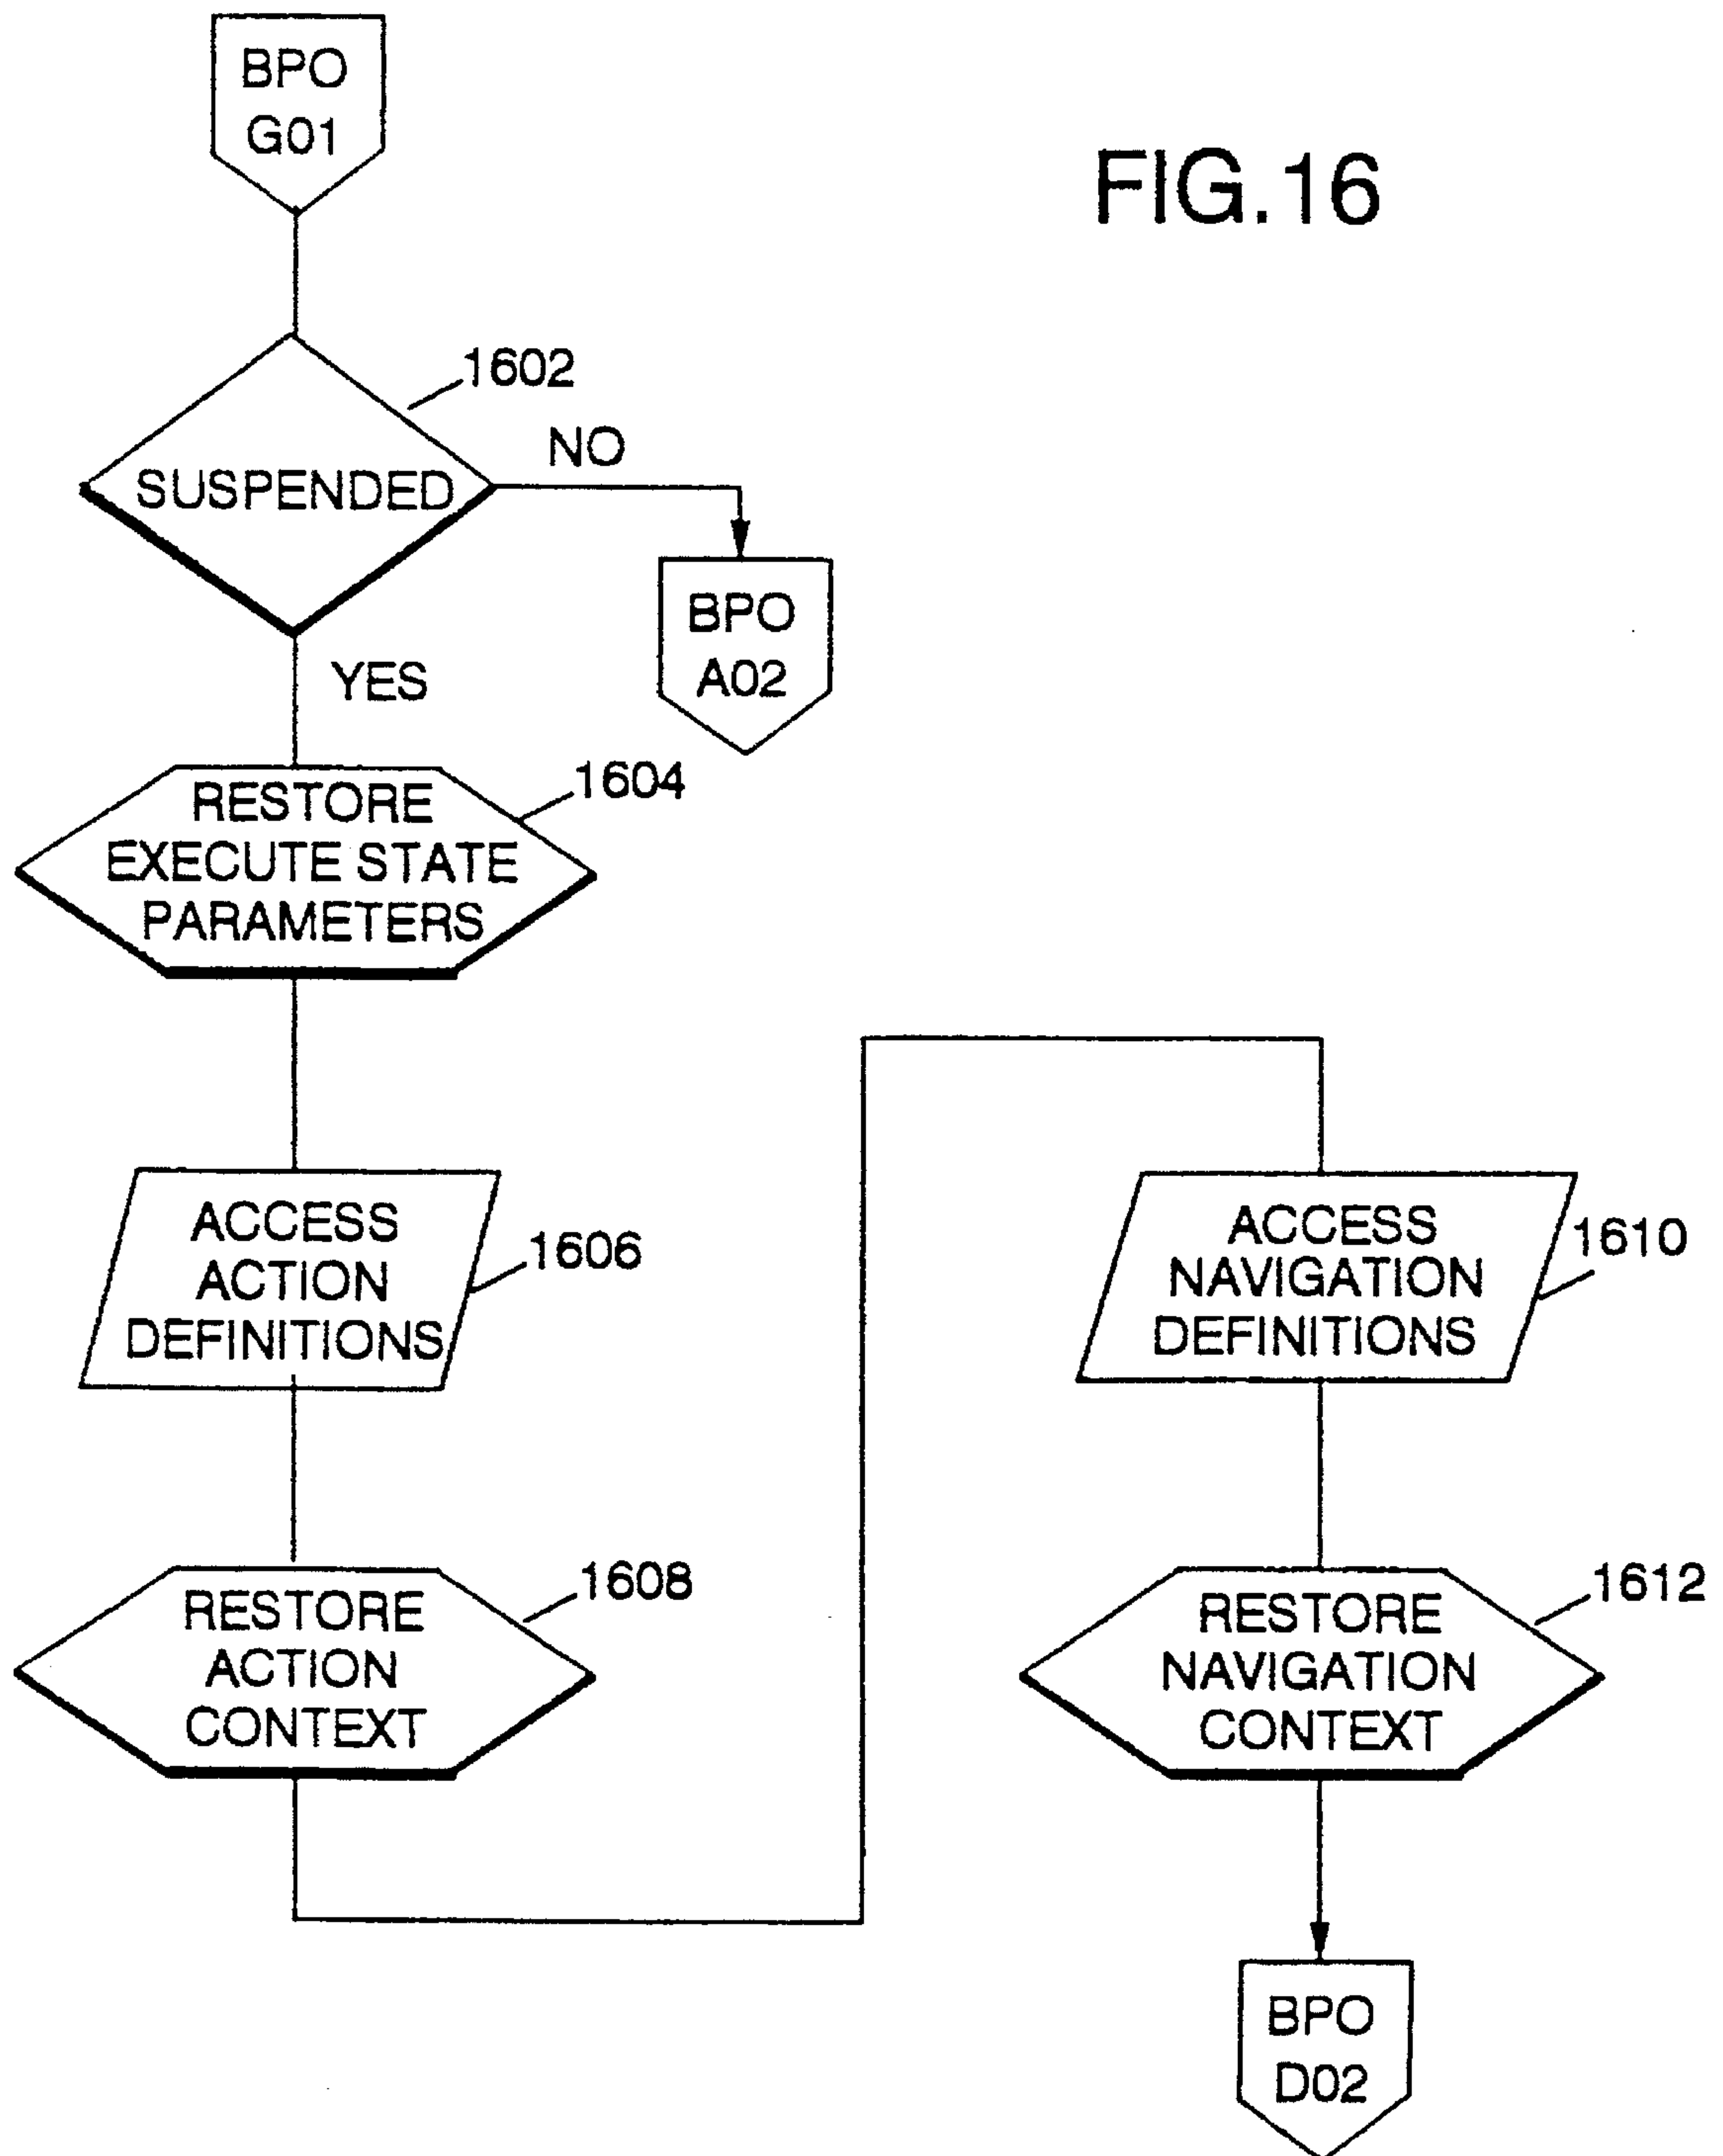 BPO
G01
FIG.16
1602
SUSPENDED
NO
BPO
A02
YES
1604
RESTORE
EXECUTE STATE
PARAMETERS
1606
ACCESS
ACTION
DEFINITIONS
1608
RESTORE
ACTION
CONTEXT
1610
ACCESS
NAVIGATION
DEFINITIONS
1612
RESTORE
NAVIGATION
CONTEXT
BPO
D02